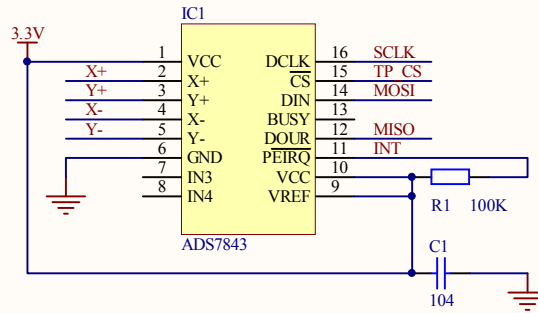 IC1
3.3V
1 VCC DCLK 16 SCLK
X+ 2 X+ CS 15 TP_CS
Y+ 3 Y+ DIN 14 MOSI
X- 4 X- BUSY 13
Y- 5 Y- DOUR 12 MISO
6 GND PEIRQ 11 INT
7 IN3 VCC 10
8 IN4 VREF 9
R1 100K
ADS7843
C1
104